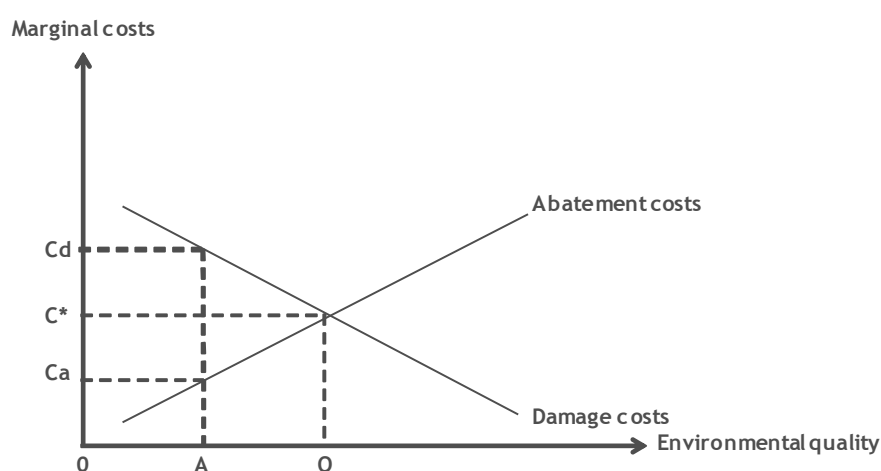 Marginal costs
Abatement costs
Cd
C*
Ca
Damage costs
Environmental quality
0 A Q